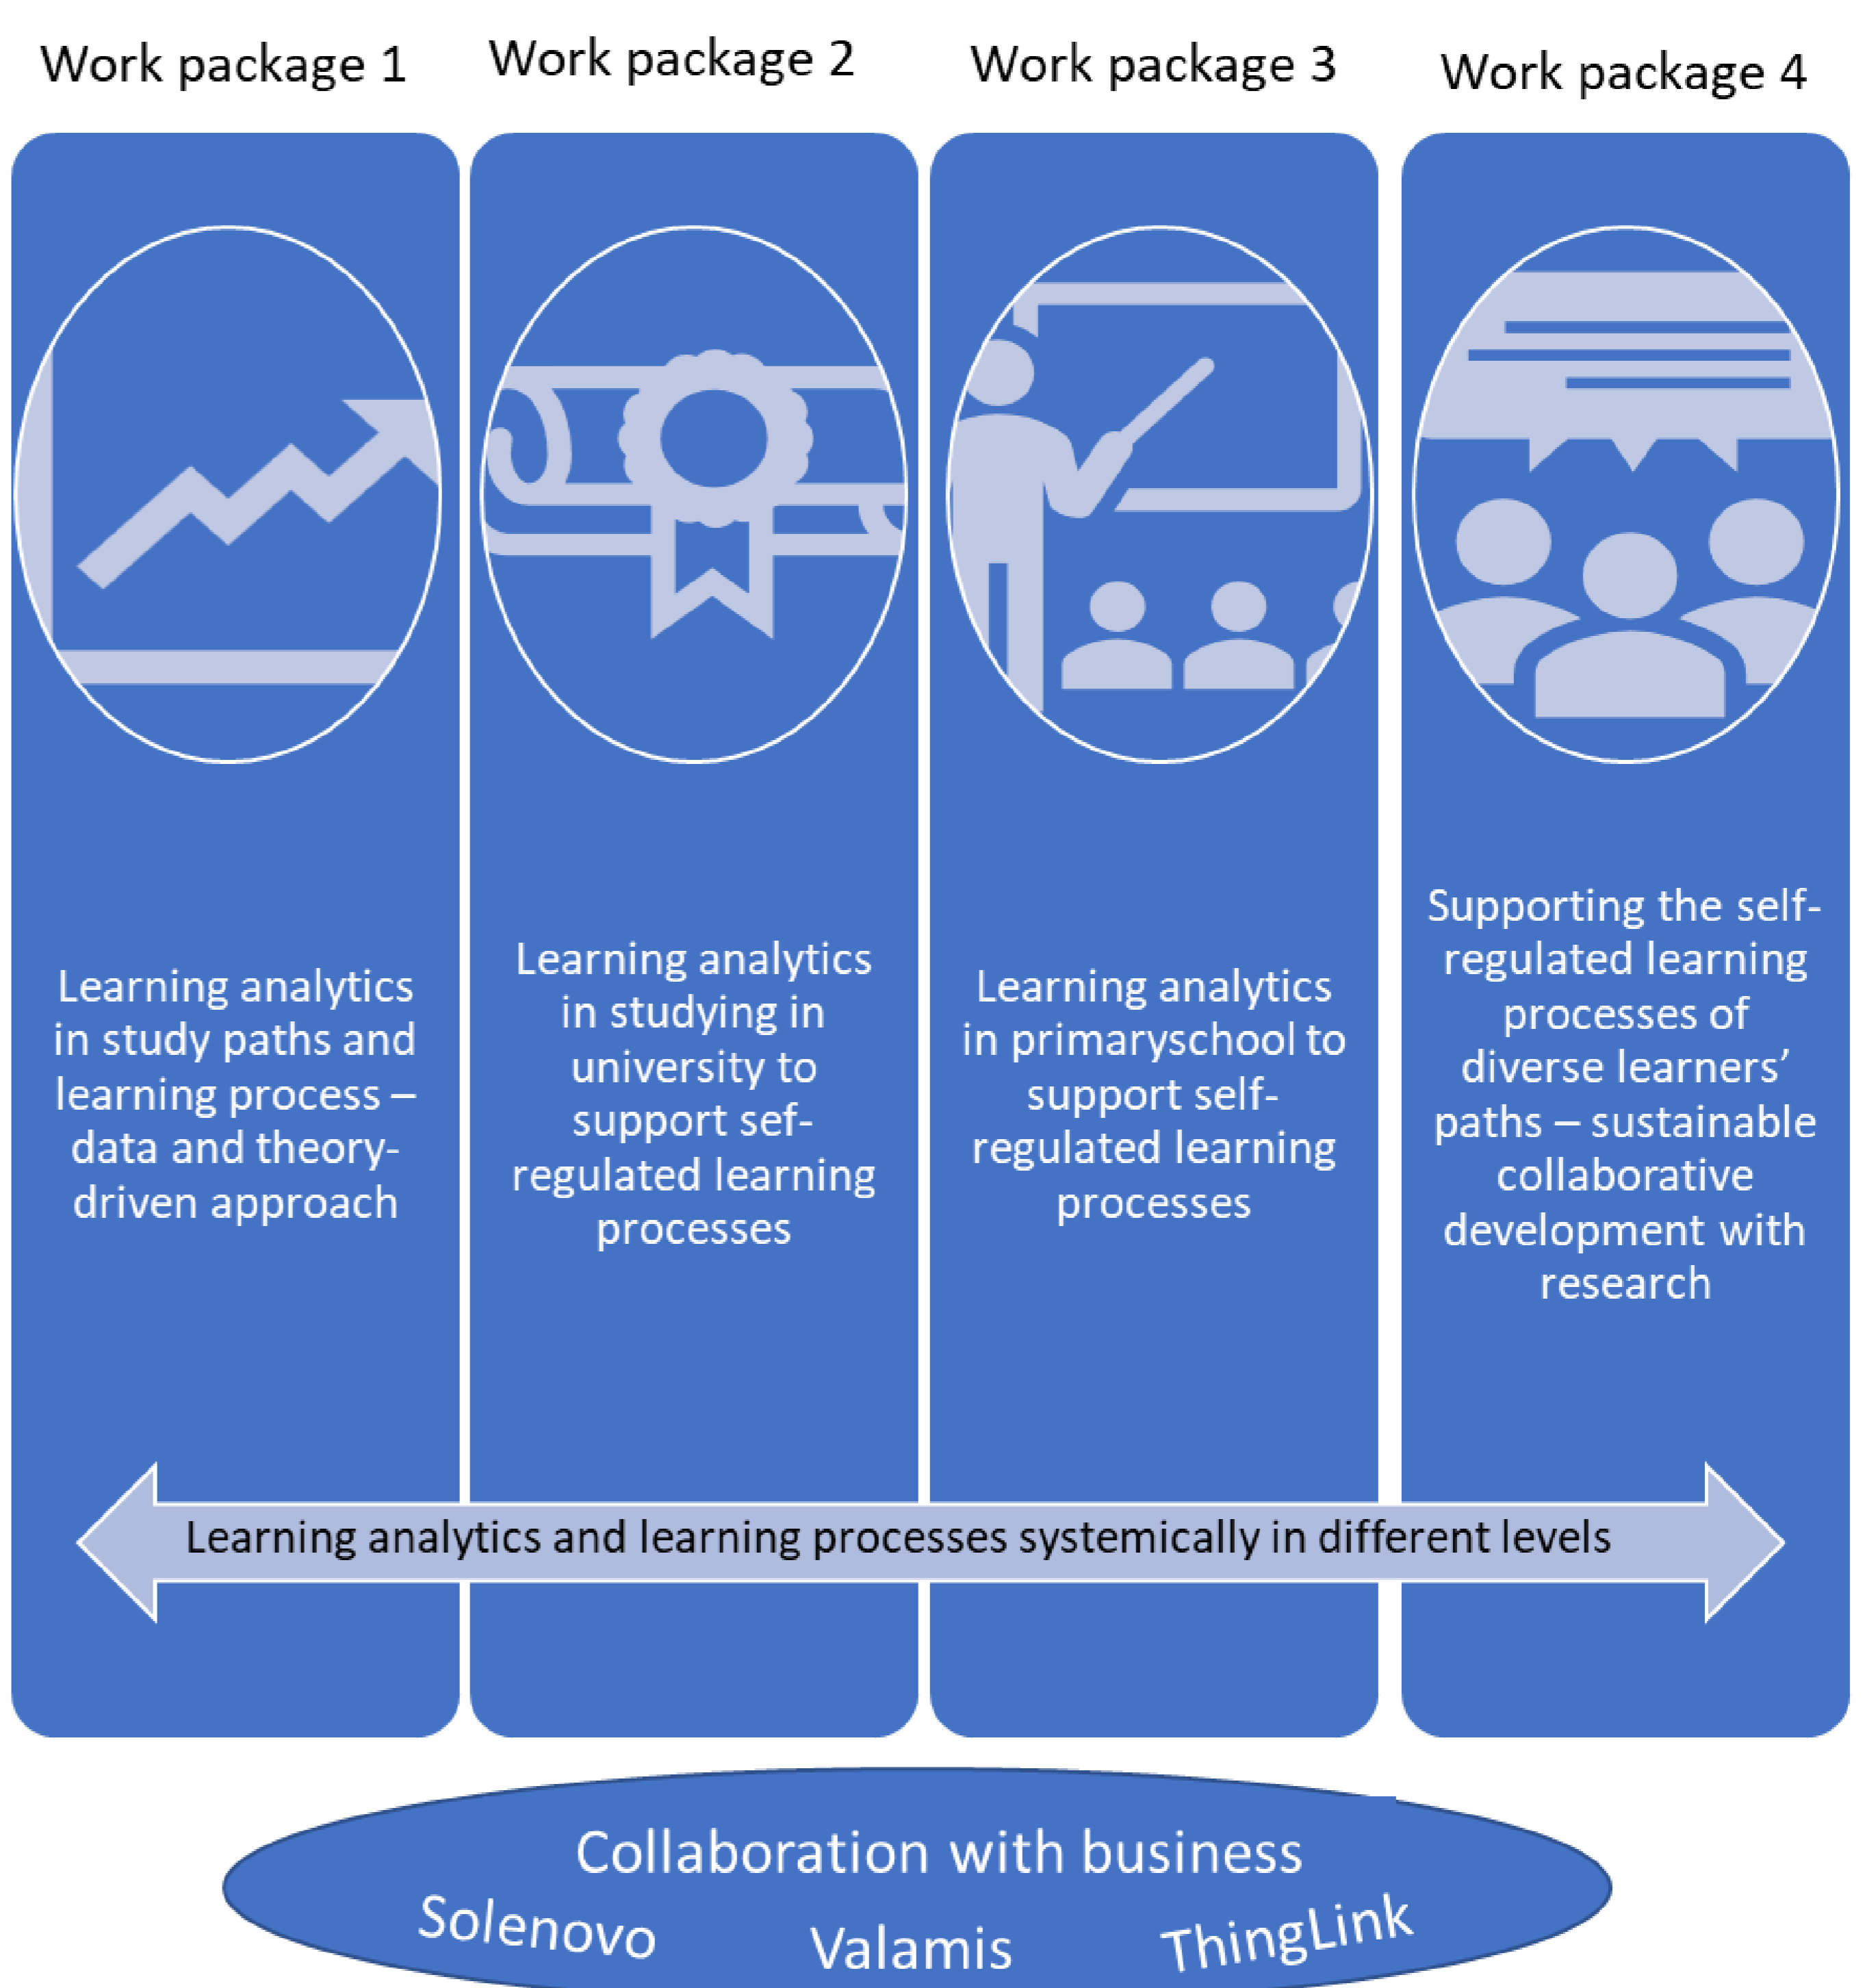 Work package 1
Work package 2
Work package 3
Work package 4
Learning analytics
in study paths and
learning process –
data and theory-
driven approach
Learning analytics
in studying in
university to
support sef-
regulated learning
processes
Learning analytics
in primaryschool to
support self-
regulated learning
processes
Supporting the self-
regulated learning
processes of
diverse learners’
paths – sustainable
collaborative
development with
research
Learning analytics and learning processes systemically in different levels
Collaboration with business
Solenovo
Valamis
ThingLink